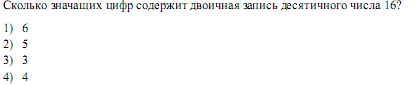 Сколько значащих цифр содержит двоичная запись десятичного числа 16?
1) 6
2) 5
3) 3
4) 4